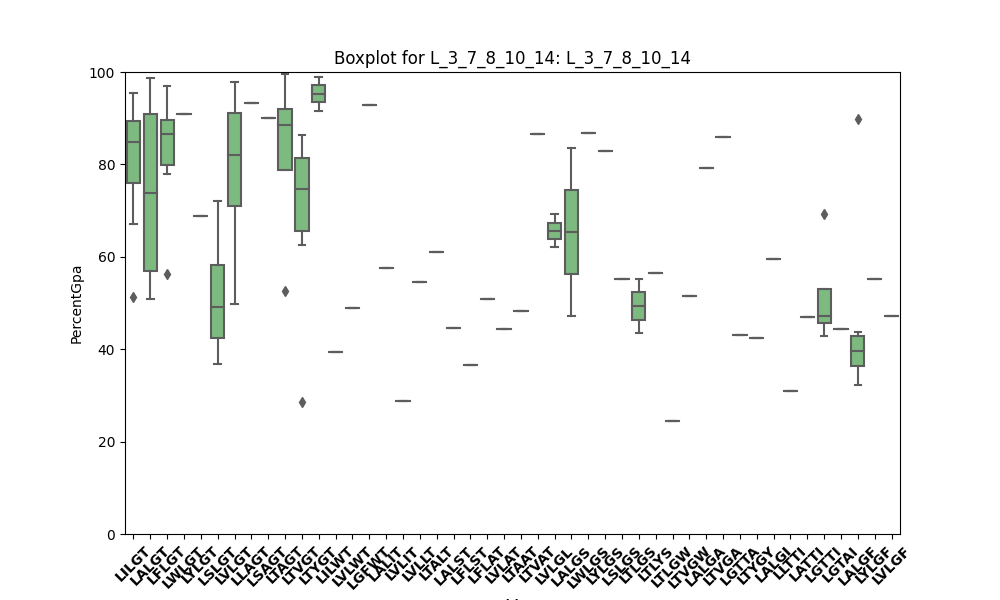 Boxplot for L_3_7_8_10_14: L_3_7_8_10_14
PercentGpa
100
80
60
40
20
0
LILGT
LALGT
LFLGT
LWLGT
LYLGT
LSLGT
LVLGT
LLAGT
LSAGT
LTAGT
LTVGT
LTYGT
LILWT
LVLWT
LGFWT
LALIT
LVLIT
LVLLT
LTALT
LALST
LFLST
LFLAT
LVLAT
LTAAT
LTVAT
LVLGL
LALGS
LWLGS
LYLGS
LSLGS
LTLGS
LTLYS
LTLGW
LTVGW
LALGA
LTVGA
LGTTA
LTYGY
LALGI
LLTTI
LATTI
LGTTI
LGTAI
LALGF
LYLGF
LVLGF